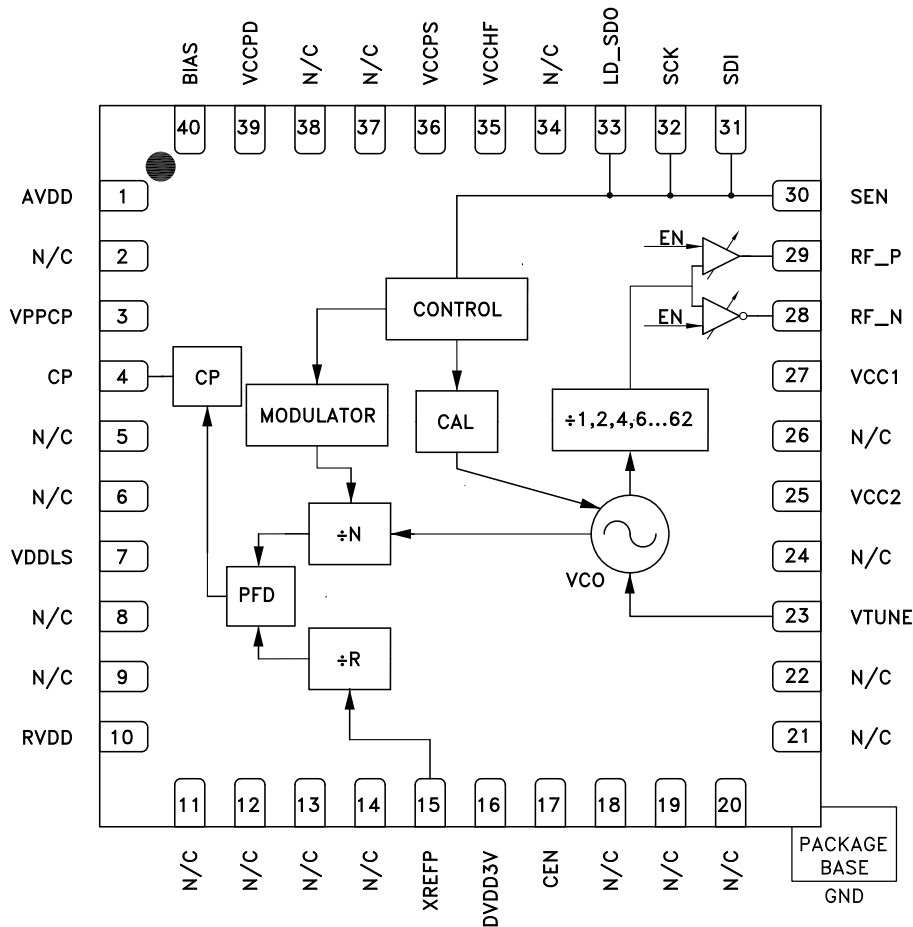 BIAS
VCCPD
N/C
N/C
VCCPS
VCCHF
N/C
LD_SDO
SCK
SDI
40
39
38
37
36
35
34
33
32
31
AVDD
1
30
SEN
N/C
2
EN
29
RF_P
VPPCP
3
CONTROL
EN
28
RF_N
CP
4
CP
27
VCC1
MODULATOR
CAL
÷1,2,4,6...62
N/C
5
26
N/C
N/C
6
25
VCC2
÷N
VDDLS
7
24
N/C
VCO
PFD
N/C
8
23
VTUNE
÷R
N/C
9
22
N/C
RVDD
10
21
N/C
11
12
13
14
15
16
17
18
19
20
N/C
N/C
N/C
N/C
XREFP
DVDD3V
CEN
N/C
N/C
N/C
PACKAGE
BASE
GND